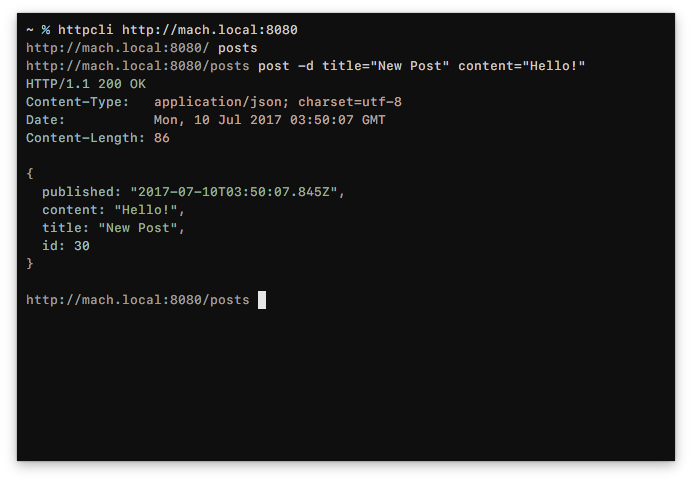 ~ % httpcli http://mach.local:8080
http://mach.local:8080/ posts
http://mach.local:8080/posts post -d title="New Post" content="Hello!"
HTTP/1.1 200 OK
Content-Type:   application/json; charset=utf-8
Date:           Mon, 10 Jul 2017 03:50:07 GMT
Content-Length: 86
{
  published: "2017-07-10T03:50:07.845Z",
  content: "Hello!",
  title: "New Post",
  id: 30
}
http://mach.local:8080/posts